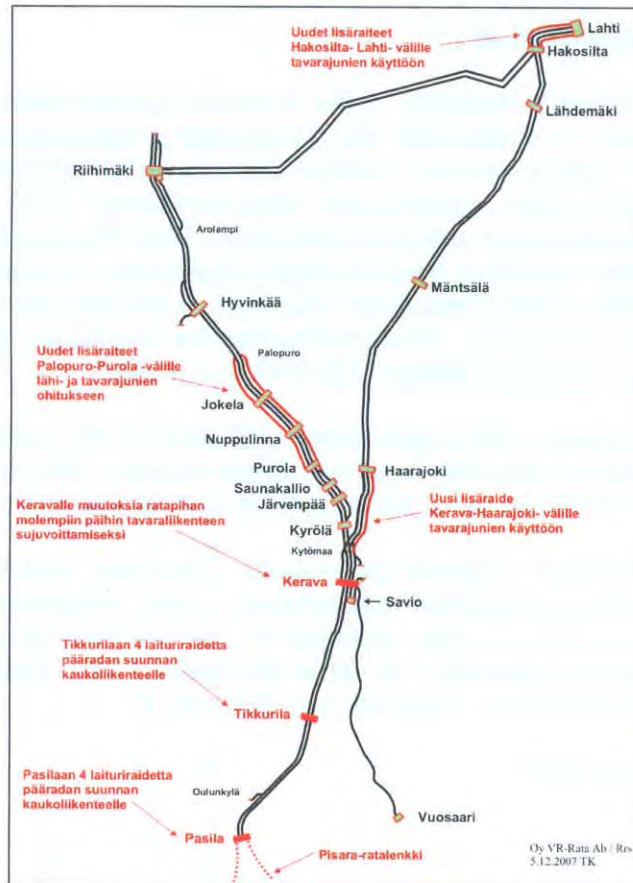 Lahti
Uudet lisäraiteet
Hakosilta- Lahti- välille
tavarajunien käyttöön
Hakosilta
Lähdemäki
Riihimäki
Arolampi
Mäntsälä
Hyvinkää
Palopuro
Uudet lisäraiteet
Palopuro-Purola -välille
lähi- ja tavarajunien
ohitukseen
Jokela
Nuppulinna
Purola
Haarajoki
Saunakallio
Järvenpää
Uusi lisäraide
Kerava-Haarajoki- välille
tavarajunien käyttöön
Keravalle muutoksia ratapihan
molempiin päihin tavaraliikenteen
sujuvoittamiseksi
Kyrölä
Kytömaa
Kerava
Savio
Tikkurilaan 4 laituriraidetta
pääradan suunnan
kaukoliikenteelle
Tikkurila
Pasilaan 4 laituriraidetta
pääradan suunnan
kaukoliikenteelle
Oulunkylä
Vuosaari
Pasila
Pisara-ratalenkki
Oy VR-Rata Ab / Rrs
5.12.2007 TK